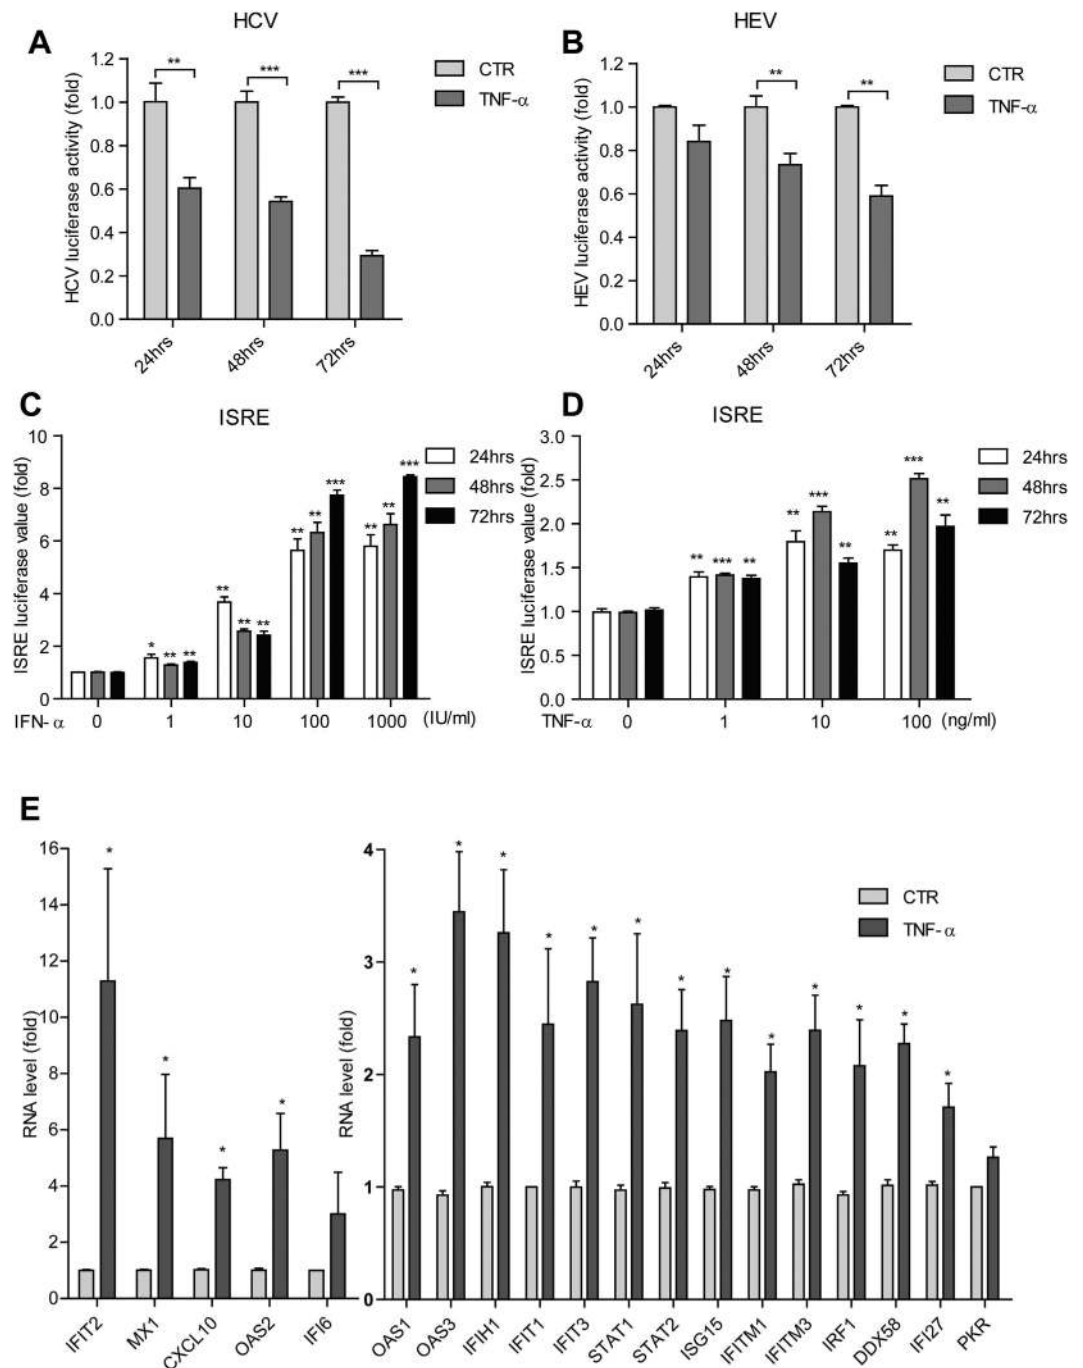 HCV
HEV
A
B
HCV luciferase activity (fold)
1.2
1.0
0.8
0.6
0.4
0.2
0.0
** *** ***
CTR
TNF-α
24hrs 48hrs 72hrs
HEV luciferase activity (fold)
1.2
1.0
0.8
0.6
0.4
0.2
0.0
** **
CTR
TNF-α
24hrs 48hrs 72hrs
C
ISRE
ISRE luciferase value (fold)
10
8
6
4
2
0
* ** ** ** ** ** ** ** *** ** ** ***
24hrs
48hrs
72hrs
IFN- α 0 1 10 100 1000 (IU/ml)
D
ISRE
ISRE luciferase value (fold)
3.0
2.5
2.0
1.5
1.0
0.5
0.0
** *** ** ** *** ** ** *** **
24hrs
48hrs
72hrs
TNF-α 0 1 10 100 (ng/ml)
E
RNA level (fold)
16
14
12
10
8
6
4
2
0
* * * *
IFIT2 MX1 CXCL10 OAS2 IFI6
RNA level (fold)
4
3
2
1
0
* * * * * * * * * * * * *
CTR
TNF- α
OAS1 OAS3 IFIH1 IFIT1 IFIT3 STAT1 STAT2 ISG15 IFITM1 IFITM3 IRF1 DDX58 IFI27 PKR